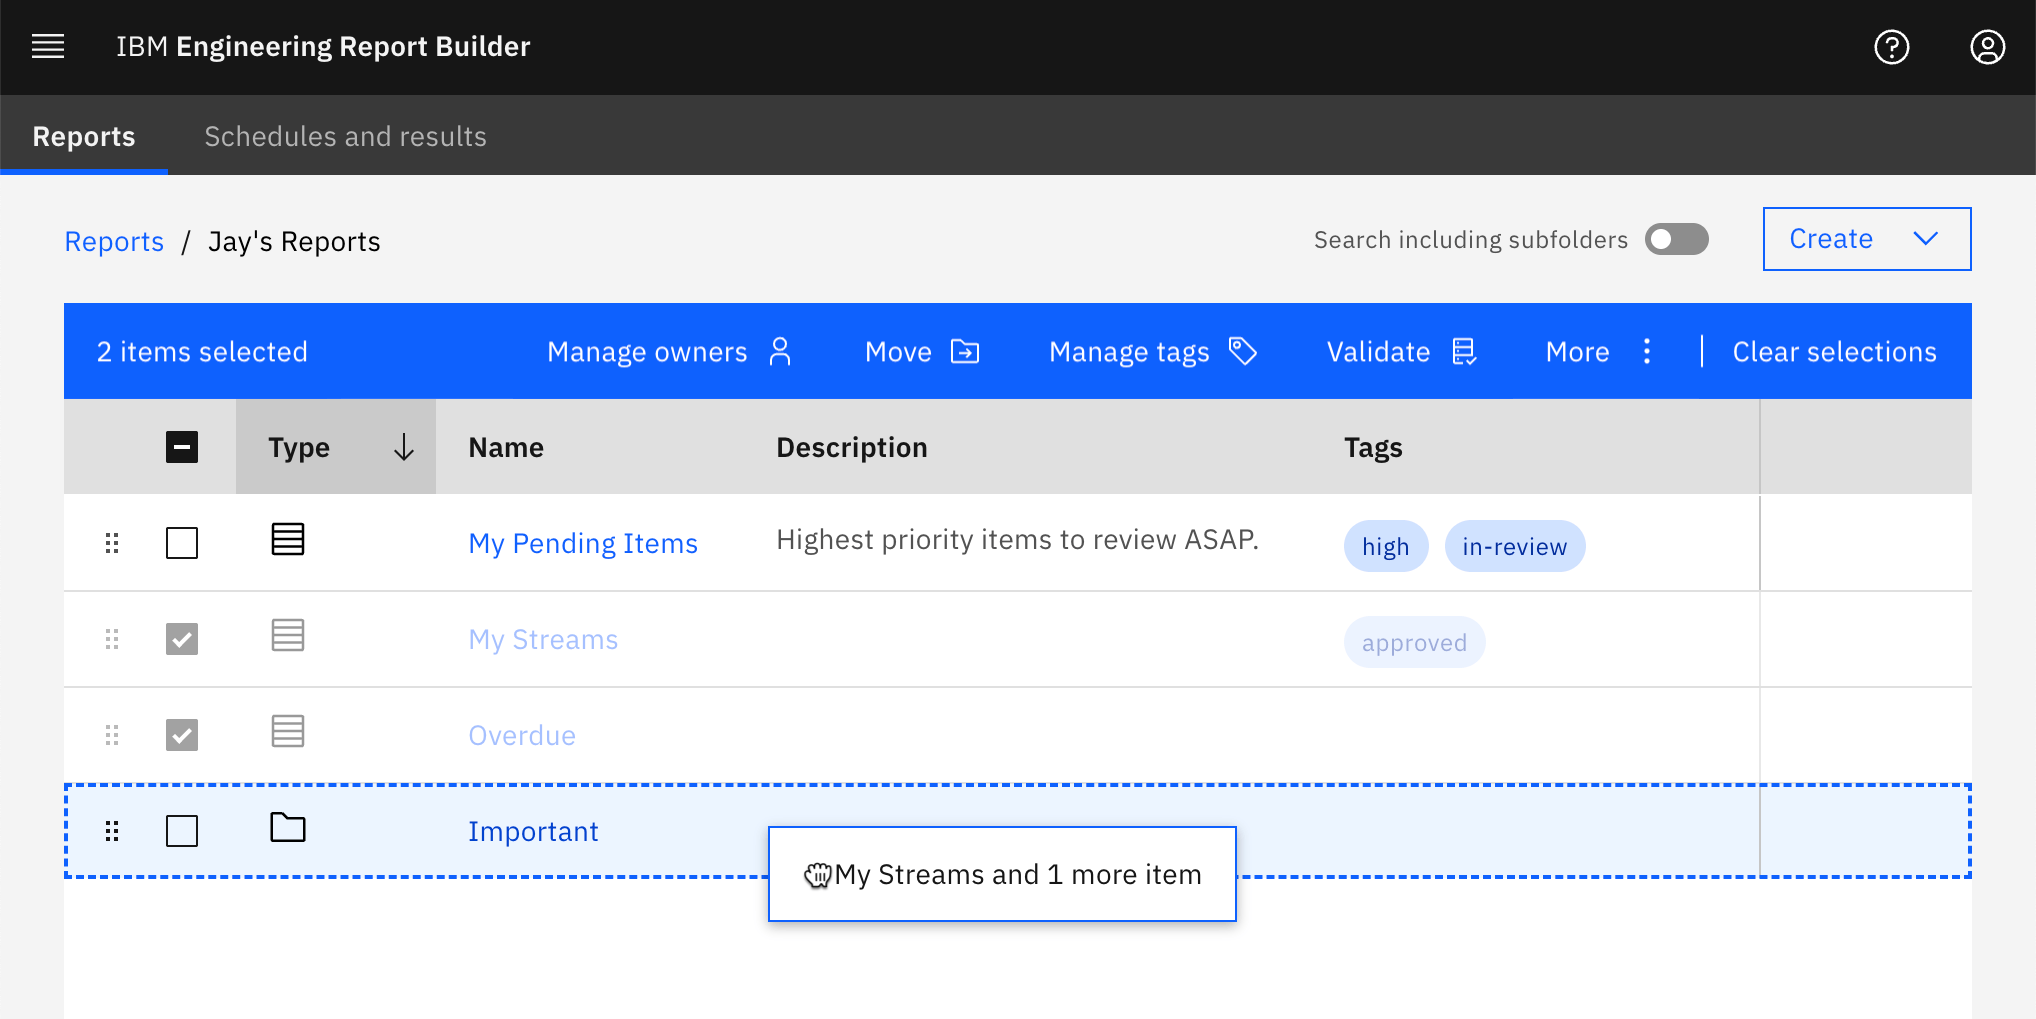 IBM Engineering Report Builder
Reports Schedules and results
Reports / Jay's Reports
Search including subfolders
Create
2 items selected
Manage owners
Move
Manage tags
Validate
More
Clear selections
Type Name Description Tags
My Pending Items Highest priority items to review ASAP. high in-review
My Streams approved
Overdue
Important
My Streams and 1 more item